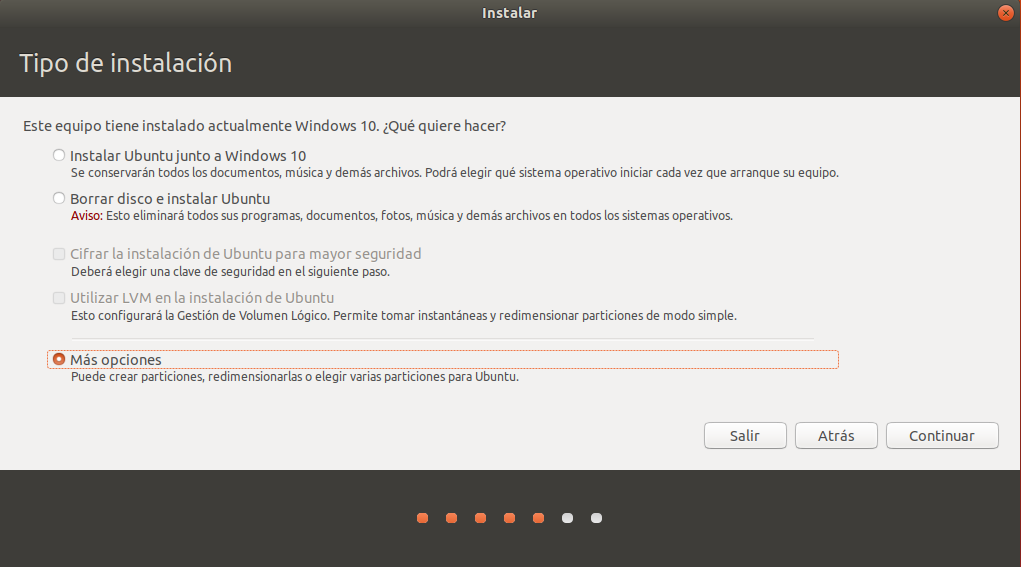 Instalar
Tipo de instalación
Este equipo tiene instalado actualmente Windows 10. ¿Qué quiere hacer?
Instalar Ubuntu junto a Windows 10
Se conservarán todos los documentos, música y demás archivos. Podrá elegir qué sistema operativo iniciar cada vez que arranque su equipo.
Borrar disco e instalar Ubuntu
Aviso: Esto eliminará todos sus programas, documentos, fotos, música y demás archivos en todos los sistemas operativos.
Cifrar la instalación de Ubuntu para mayor seguridad
Deberá elegir una clave de seguridad en el siguiente paso.
Utilizar LVM en la instalación de Ubuntu
Esto configurará la Gestión de Volumen Lógico. Permite tomar instantáneas y redimensionar particiones de modo simple.
Más opciones
Puede crear particiones, redimensionarlas o elegir varias particiones para Ubuntu.
Salir Atrás Continuar